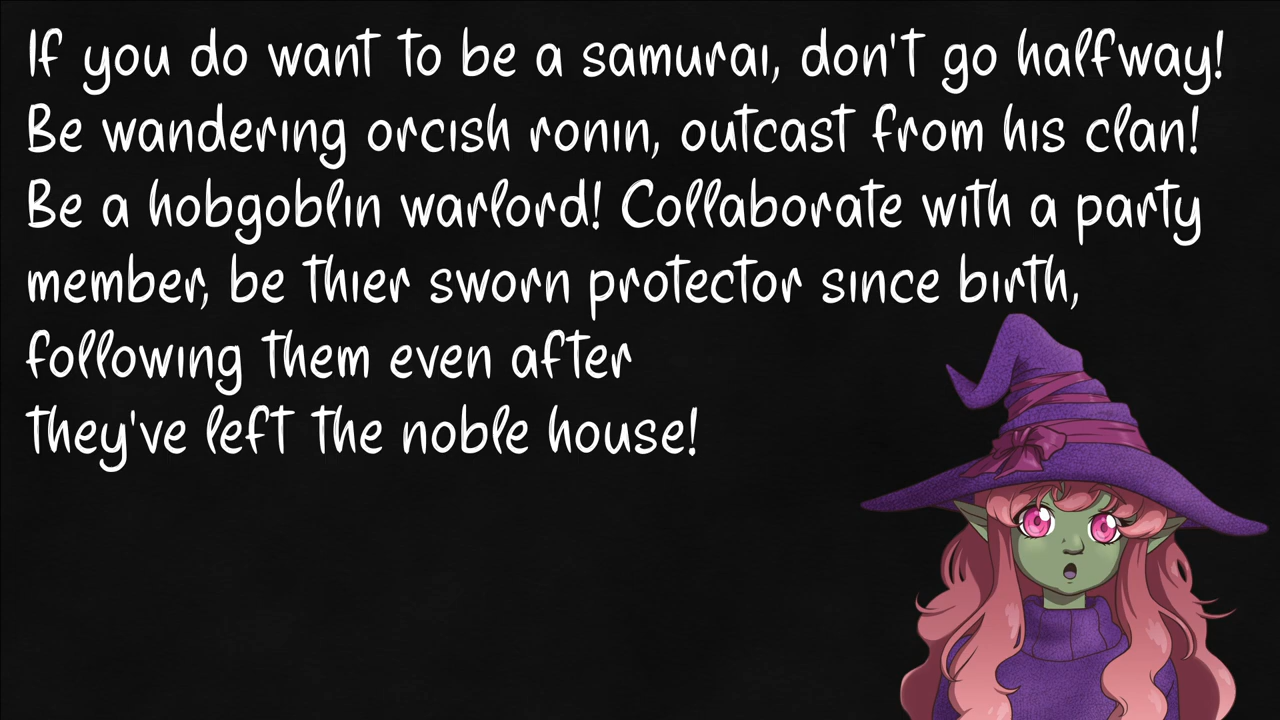 If you do want to be a samurai, don't go halfway!
Be wandering orcish ronin, outcast from his clan!
Be a hobgoblin warlord! Collaborate with a party
member, be thier sworn protector since birth,
following them even after
they've left the noble house!